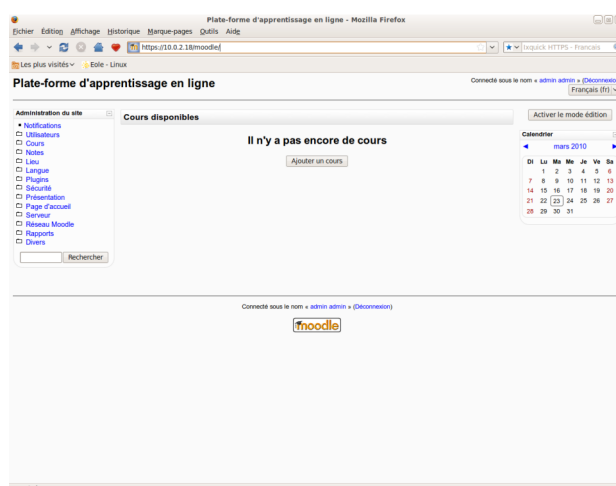 Plate-forme d'apprentissage en ligne - Mozilla Firefox
Fichier Édition Affichage Historique Marque-pages Outils Aide
https://10.0.2.18/moodle/
Ixquick HTTPS - Francais
Les plus visités Eole - Linux
Plate-forme d'apprentissage en ligne
Connecté sous le nom « admin admin » (Déconnexio
Français (fr)
Administration du site
Notifications
Utilisateurs
Cours
Notes
Lieu
Langue
Plugins
Sécurité
Présentation
Page d'accueil
Serveur
Réseau Moodle
Rapports
Divers
Rechercher
Cours disponibles
Il n'y a pas encore de cours
Ajouter un cours
Activer le mode édition
Calendrier
mars 2010
Di Lu Ma Me Je Ve Sa
1 2 3 4 5 6
7 8 9 10 11 12 13
14 15 16 17 18 19 20
21 22 23 24 25 26 27
28 29 30 31
Connecté sous le nom « admin admin » (Déconnexion)
moodle